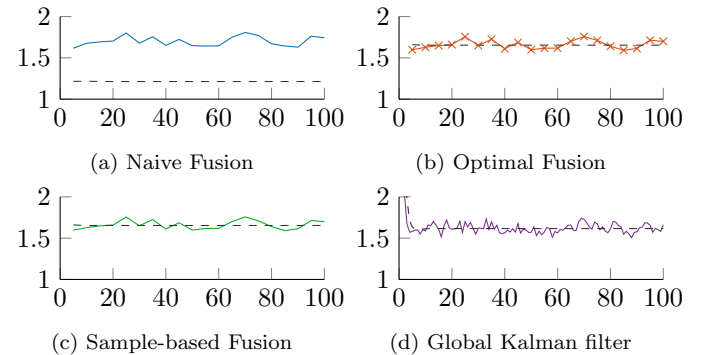 2
1.5
1
0 20 40 60 80 100
(a) Naive Fusion
2
1.5
1
0 20 40 60 80 100
(b) Optimal Fusion
2
1.5
1
0 20 40 60 80 100
(c) Sample-based Fusion
2
1.5
1
0 20 40 60 80 100
(d) Global Kalman filter